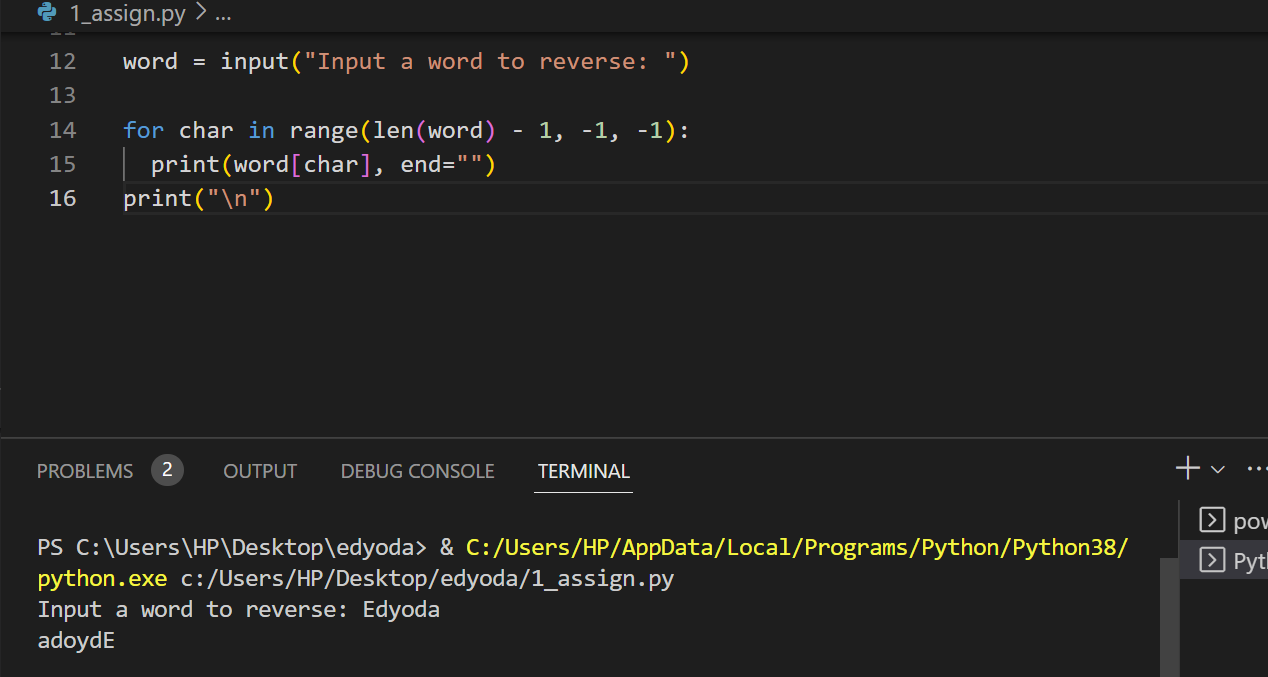 1_assign.py > ...
11
12 word = input("Input a word to reverse: ")
13
14 for char in range(len(word) - 1, -1, -1):
15   print(word[char], end="")
16 print("\n")
PROBLEMS 2 OUTPUT DEBUG CONSOLE TERMINAL
PS C:\Users\HP\Desktop\edyoda> & C:/Users/HP/AppData/Local/Programs/Python/Python38/
python.exe c:/Users/HP/Desktop/edyoda/1_assign.py
Input a word to reverse: Edyoda
adoydE
pow
Pyt